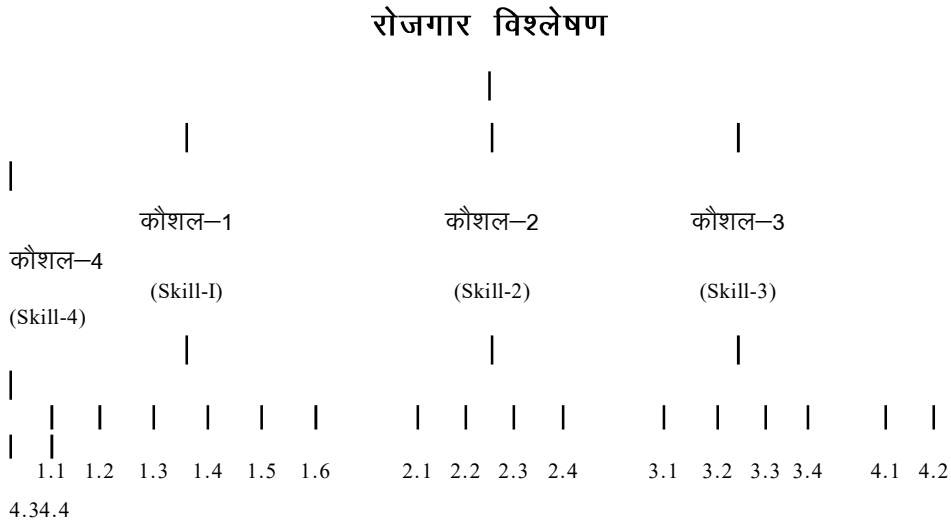 रोजगार विश्लेषण
कौशल–1 कौशल–2 कौशल–3
कौशल–4
(Skill-I) (Skill-2) (Skill-3)
(Skill-4)
1.1 1.2 1.3 1.4 1.5 1.6 2.1 2.2 2.3 2.4 3.1 3.2 3.3 3.4 4.1 4.2
4.34.4